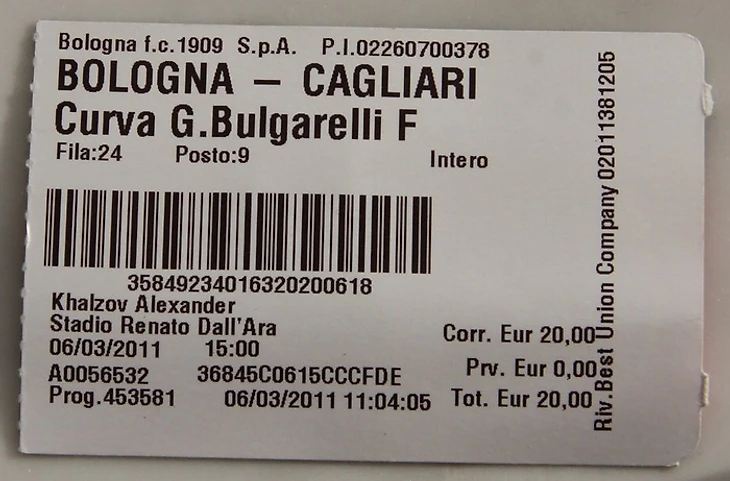 Bologna f.c.1909 S.p.A. P.I.02260700378
BOLOGNA – CAGLIARI
Curva G.Bulgarelli F
Fila:24 Posto:9 Intero
35849234016320200618
Khalzov Alexander
Stadio Renato Dall'Ara
06/03/2011 15:00
A0056532 36845C0615CCCFDE
Prog.453581 06/03/2011 11:04:05
Corr. Eur 20,00
Prv. Eur 0,00
Tot. Eur 20,00
Riv.Best Union Company 02011381205